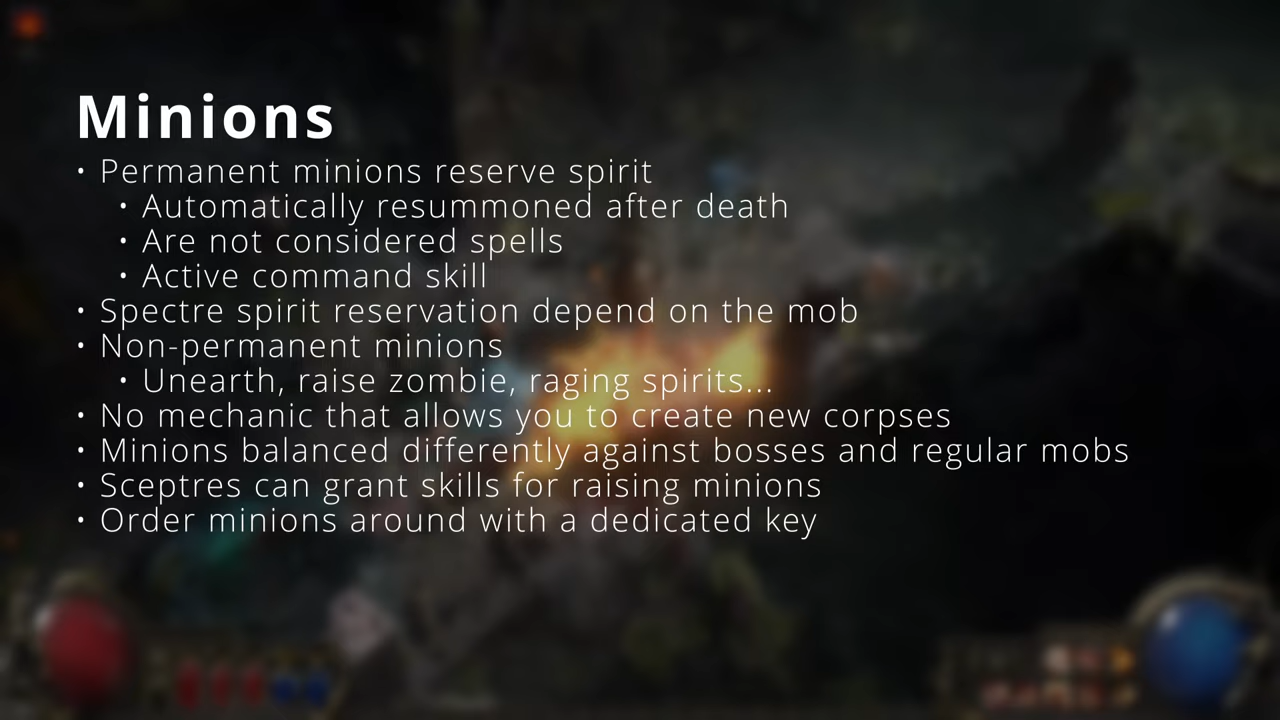 Minions
• Permanent minions reserve spirit
• Automatically resummoned after death
• Are not considered spells
• Active command skill
• Spectre spirit reservation depend on the mob
• Non-permanent minions
• Unearth, raise zombie, raging spirits...
• No mechanic that allows you to create new corpses
• Minions balanced differently against bosses and regular mobs
• Sceptres can grant skills for raising minions
• Order minions around with a dedicated key